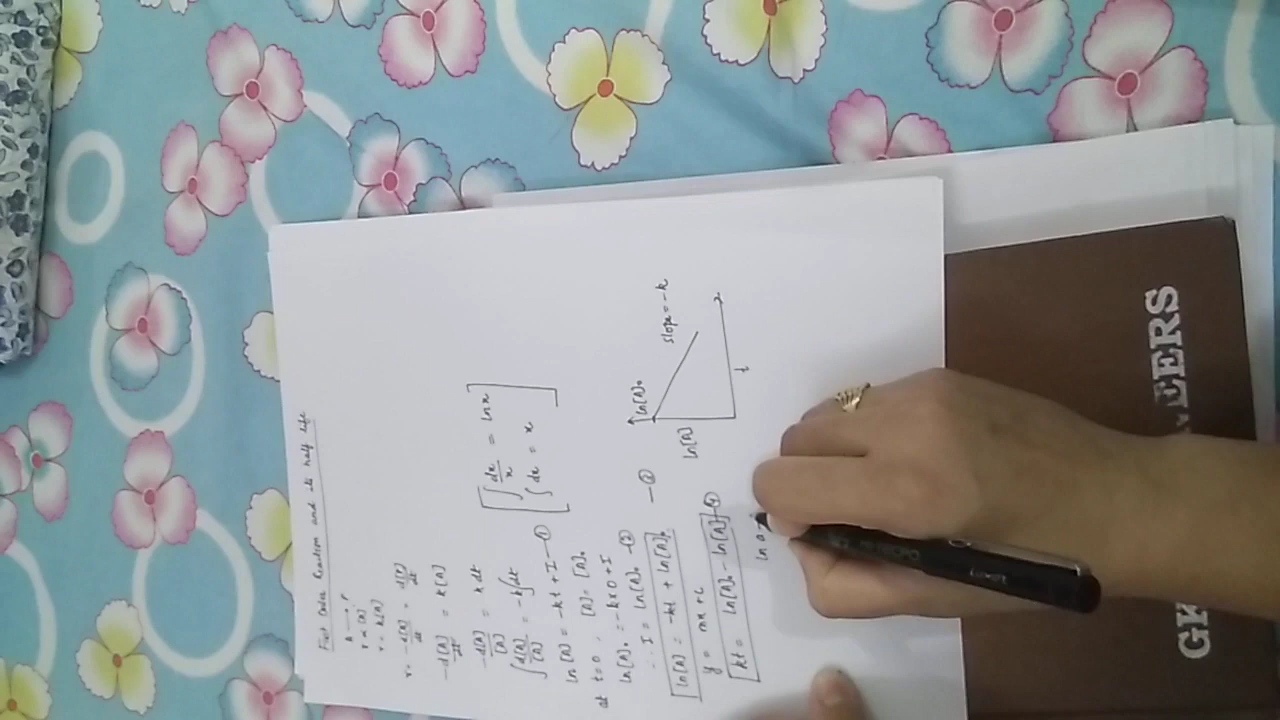 First Order Reaction and its half life
A → P
r ∝ [A]
r = k[A]
r = -d[A]/dt = d[P]/dt
-d[A]/dt = k[A]
-d[A]/[A] = k dt
∫ d[A]/[A] = -k∫dt
[ ∫ dx/x = ln x
∫ dx = x ]
ln [A] = -kt + I -①
at t=0, [A] = [A]₀
ln[A]₀ = -k×0 + I
∴ I = ln[A]₀ -②
ln[A] = -kt + ln[A]₀ -③
y = mx + c
kt = ln[A]₀ - ln[A] -④
ln a
ln[A]₀
slope = -k
ln[A]
t
GK
EERS